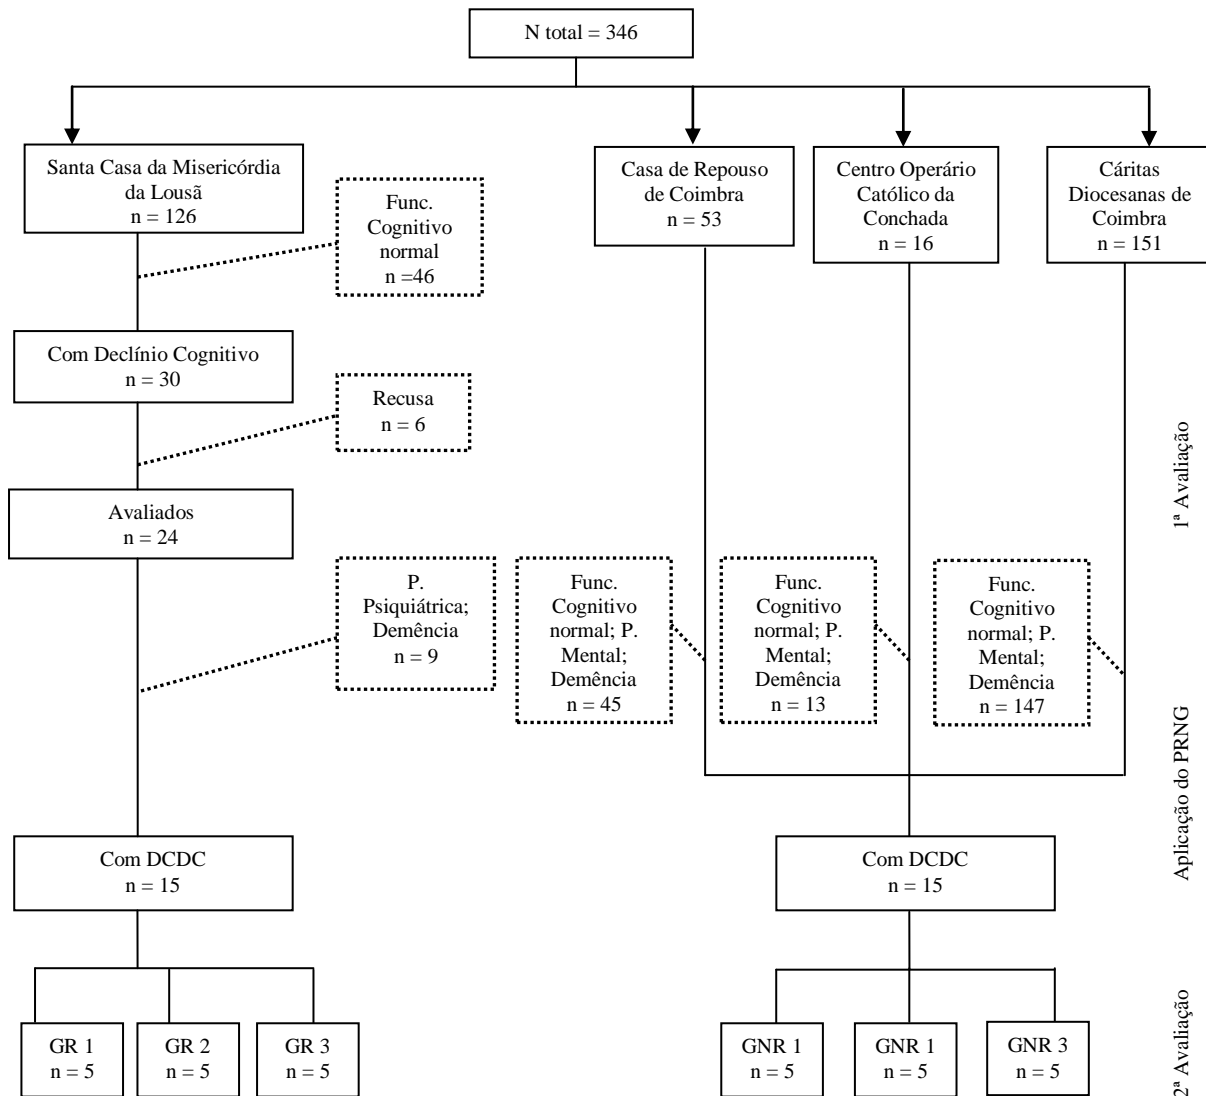 N total = 346
Santa Casa da Misericórdia
da Lousã
n = 126
Func.
Cognitivo
normal
n =46
Casa de Repouso
de Coimbra
n = 53
Centro Operário
Católico da
Conchada
n = 16
Cáritas
Diocesanas de
Coimbra
n = 151
Com Declínio Cognitivo
n = 30
Recusa
n = 6
Avaliados
n = 24
1ª Avaliação
P.
Psiquiátrica;
Demência
n = 9
Func.
Cognitivo
normal; P.
Mental;
Demência
n = 45
Func.
Cognitivo
normal; P.
Mental;
Demência
n = 13
Func.
Cognitivo
normal; P.
Mental;
Demência
n = 147
Aplicação do PRNG
Com DCDC
n = 15
Com DCDC
n = 15
GR 1
n = 5
GR 2
n = 5
GR 3
n = 5
GNR 1
n = 5
GNR 1
n = 5
GNR 3
n = 5
2ª Avaliação